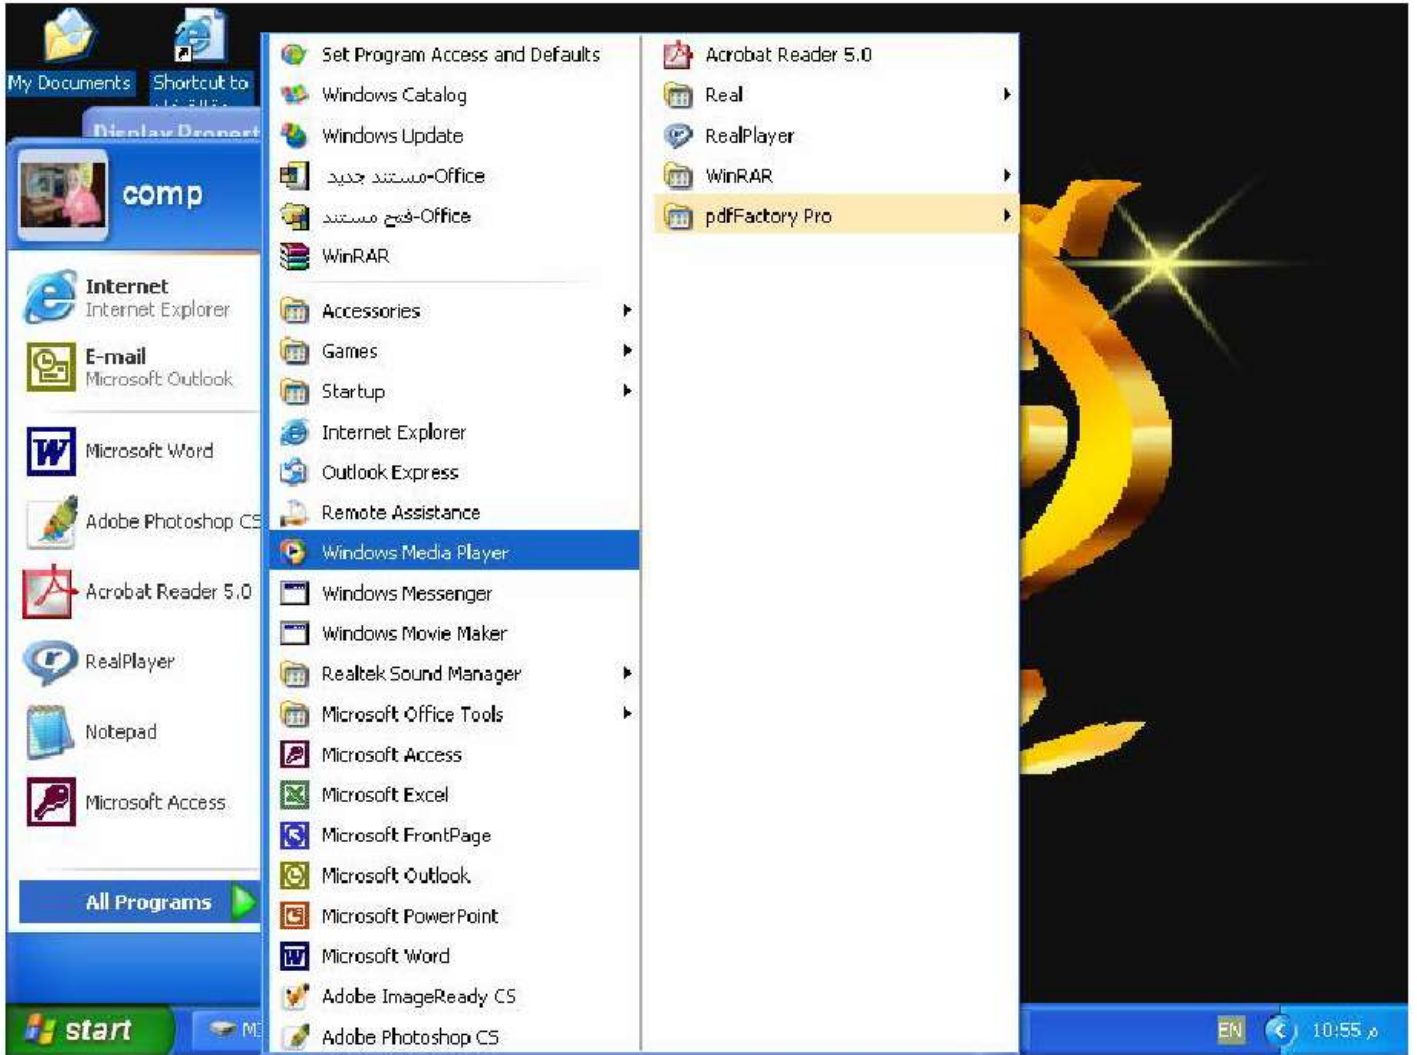 My Documents
Shortcut to
Display Propert
comp
Internet
Internet Explorer
E-mail
Microsoft Outlook
Microsoft Word
Adobe Photoshop CS
Acrobat Reader 5.0
RealPlayer
Notepad
Microsoft Access
All Programs
Set Program Access and Defaults
Windows Catalog
Windows Update
مستند جديد-Office
فتح مستند-Office
WinRAR
Accessories
Games
Startup
Internet Explorer
Outlook Express
Remote Assistance
Windows Media Player
Windows Messenger
Windows Movie Maker
Realtek Sound Manager
Microsoft Office Tools
Microsoft Access
Microsoft Excel
Microsoft FrontPage
Microsoft Outlook
Microsoft PowerPoint
Microsoft Word
Adobe ImageReady CS
Adobe Photoshop CS
Acrobat Reader 5.0
Real
RealPlayer
WinRAR
pdfFactory Pro
start
EN
10:55 م